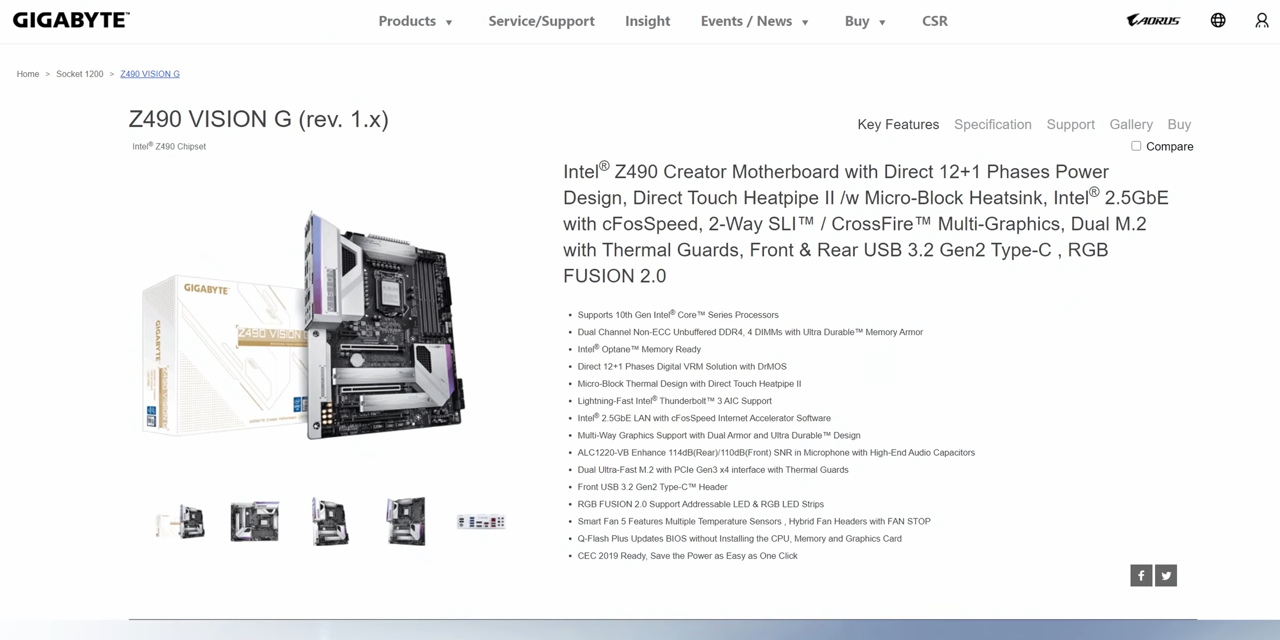 GIGABYTE™
Products ▼ Service/Support Insight Events / News ▼ Buy ▼ CSR
AORUS
Home > Socket 1200 > Z490 VISION G
Z490 VISION G (rev. 1.x)
Intel® Z490 Chipset
Key Features Specification Support Gallery Buy
Compare
Intel® Z490 Creator Motherboard with Direct 12+1 Phases Power
Design, Direct Touch Heatpipe II /w Micro-Block Heatsink, Intel® 2.5GbE
with cFosSpeed, 2-Way SLI™ / CrossFire™ Multi-Graphics, Dual M.2
with Thermal Guards, Front & Rear USB 3.2 Gen2 Type-C , RGB
FUSION 2.0
• Supports 10th Gen Intel® Core™ Series Processors
• Dual Channel Non-ECC Unbuffered DDR4, 4 DIMMs with Ultra Durable™ Memory Armor
• Intel® Optane™ Memory Ready
• Direct 12+1 Phases Digital VRM Solution with DrMOS
• Micro-Block Thermal Design with Direct Touch Heatpipe II
• Lightning-Fast Intel® Thunderbolt™ 3 AIC Support
• Intel® 2.5GbE LAN with cFosSpeed Internet Accelerator Software
• Multi-Way Graphics Support with Dual Armor and Ultra Durable™ Design
• ALC1220-VB Enhance 114dB(Rear)/110dB(Front) SNR in Microphone with High-End Audio Capacitors
• Dual Ultra-Fast M.2 with PCIe Gen3 x4 interface with Thermal Guards
• Front USB 3.2 Gen2 Type-C™ Header
• RGB FUSION 2.0 Support Addressable LED & RGB LED Strips
• Smart Fan 5 Features Multiple Temperature Sensors , Hybrid Fan Headers with FAN STOP
• Q-Flash Plus Updates BIOS without Installing the CPU, Memory and Graphics Card
• CEC 2019 Ready, Save the Power as Easy as One Click
GIGABYTE™
Z490 VISION G
GIGABYTE